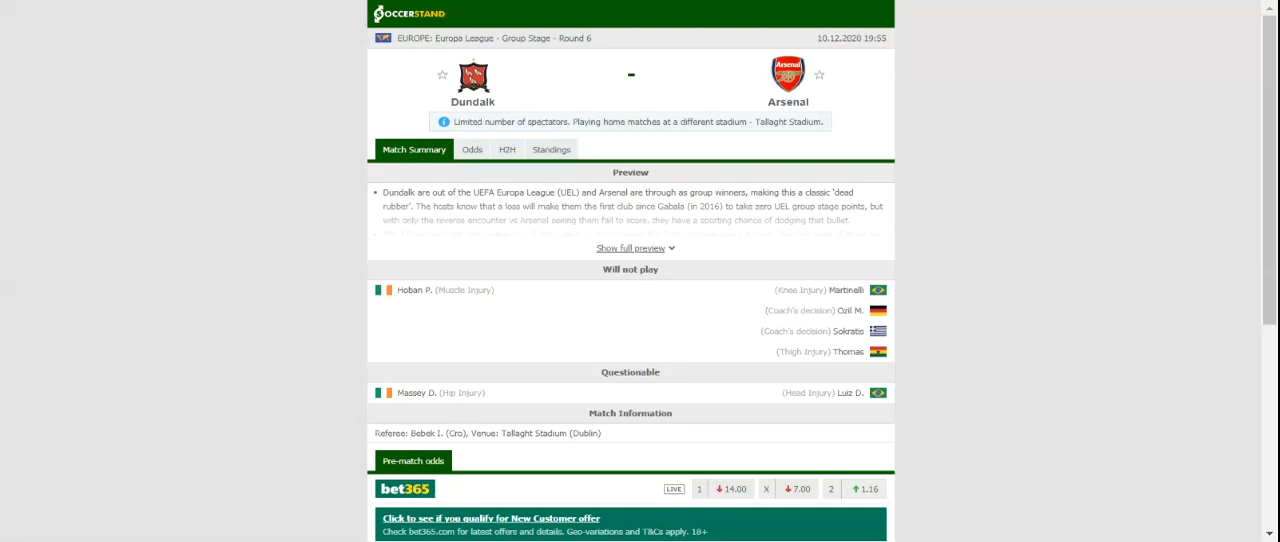 SOCCERSTAND
EUROPE: Europa League - Group Stage - Round 6 10.12.2020 19:55
-
Arsenal
Dundalk Arsenal
Limited number of spectators. Playing home matches at a different stadium - Tallaght Stadium.
Match Summary Odds H2H Standings
Preview
Dundalk are out of the UEFA Europa League (UEL) and Arsenal are through as group winners, making this a classic 'dead
rubber'. The hosts know that a loss will make them the first club since Gabala (in 2016) to take zero UEL group stage points, but
with only the reverse encounter vs Arsenal seeing them fail to score, they have a sporting chance of dodging that bullet.
Show full preview
Will not play
Hoban P. (Muscle Injury) (Knee Injury) Martinelli
(Coach's decision) Ozil M.
(Coach's decision) Sokratis
(Thigh Injury) Thomas
Questionable
Massey D. (Hip Injury) (Head Injury) Luiz D.
Match Information
Referee: Bebek I. (Cro), Venue: Tallaght Stadium (Dublin)
Pre-match odds
bet365 LIVE 1 14.00 X 7.00 2 1.16
Click to see if you qualify for New Customer offer
Check bet365.com for latest offers and details. Geo-variations and T&Cs apply. 18+